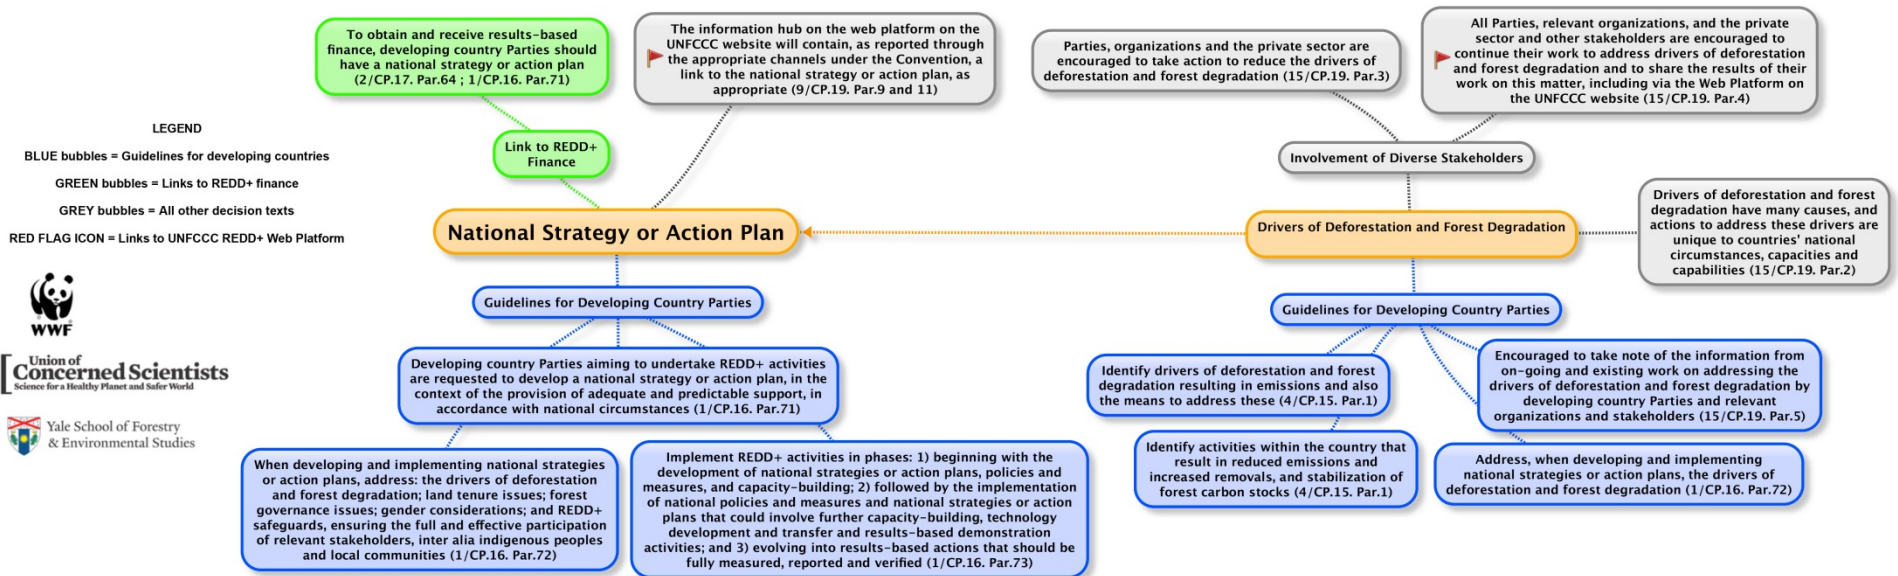 To obtain and receive results-based
finance, developing country Parties should
have a national strategy or action plan
(2/CP.17. Par.64 ; 1/CP.16. Par.71)
The information hub on the web platform on the
UNFCCC website will contain, as reported through
the appropriate channels under the Convention, a
link to the national strategy or action plan, as
appropriate (9/CP.19. Par.9 and 11)
Parties, organizations and the private sector are
encouraged to take action to reduce the drivers of
deforestation and forest degradation (15/CP.19. Par.3)
All Parties, relevant organizations, and the private
sector and other stakeholders are encouraged to
continue their work to address drivers of deforestation
and forest degradation and to share the results of their
work on this matter, including via the Web Platform on
the UNFCCC website (15/CP.19. Par.4)
LEGEND
BLUE bubbles = Guidelines for developing countries
GREEN bubbles = Links to REDD+ finance
GREY bubbles = All other decision texts
RED FLAG ICON = Links to UNFCCC REDD+ Web Platform
Link to REDD+
Finance
Involvement of Diverse Stakeholders
National Strategy or Action Plan
Drivers of Deforestation and Forest Degradation
Drivers of deforestation and forest
degradation have many causes, and
actions to address these drivers are
unique to countries' national
circumstances, capacities and
capabilities (15/CP.19. Par.2)
WWF
Union of
Concerned Scientists
Science for a Healthy Planet and Safer World
Yale School of Forestry
& Environmental Studies
Guidelines for Developing Country Parties
Developing country Parties aiming to undertake REDD+ activities
are requested to develop a national strategy or action plan, in the
context of the provision of adequate and predictable support, in
accordance with national circumstances (1/CP.16. Par.71)
When developing and implementing national strategies
or action plans, address: the drivers of deforestation
and forest degradation; land tenure issues; forest
governance issues; gender considerations; and REDD+
safeguards, ensuring the full and effective participation
of relevant stakeholders, inter alia indigenous peoples
and local communities (1/CP.16. Par.72)
Implement REDD+ activities in phases: 1) beginning with the
development of national strategies or action plans, policies and
measures, and capacity-building; 2) followed by the implementation
of national policies and measures and national strategies or action
plans that could involve further capacity-building, technology
development and transfer and results-based demonstration
activities; and 3) evolving into results-based actions that should be
fully measured, reported and verified (1/CP.16. Par.73)
Guidelines for Developing Country Parties
Identify drivers of deforestation and forest
degradation resulting in emissions and also
the means to address these (4/CP.15. Par.1)
Encouraged to take note of the information from
on-going and existing work on addressing the
drivers of deforestation and forest degradation by
developing country Parties and relevant
organizations and stakeholders (15/CP.19. Par.5)
Identify activities within the country that
result in reduced emissions and
increased removals, and stabilization of
forest carbon stocks (4/CP.15. Par.1)
Address, when developing and implementing
national strategies or action plans, the drivers of
deforestation and forest degradation (1/CP.16. Par.72)